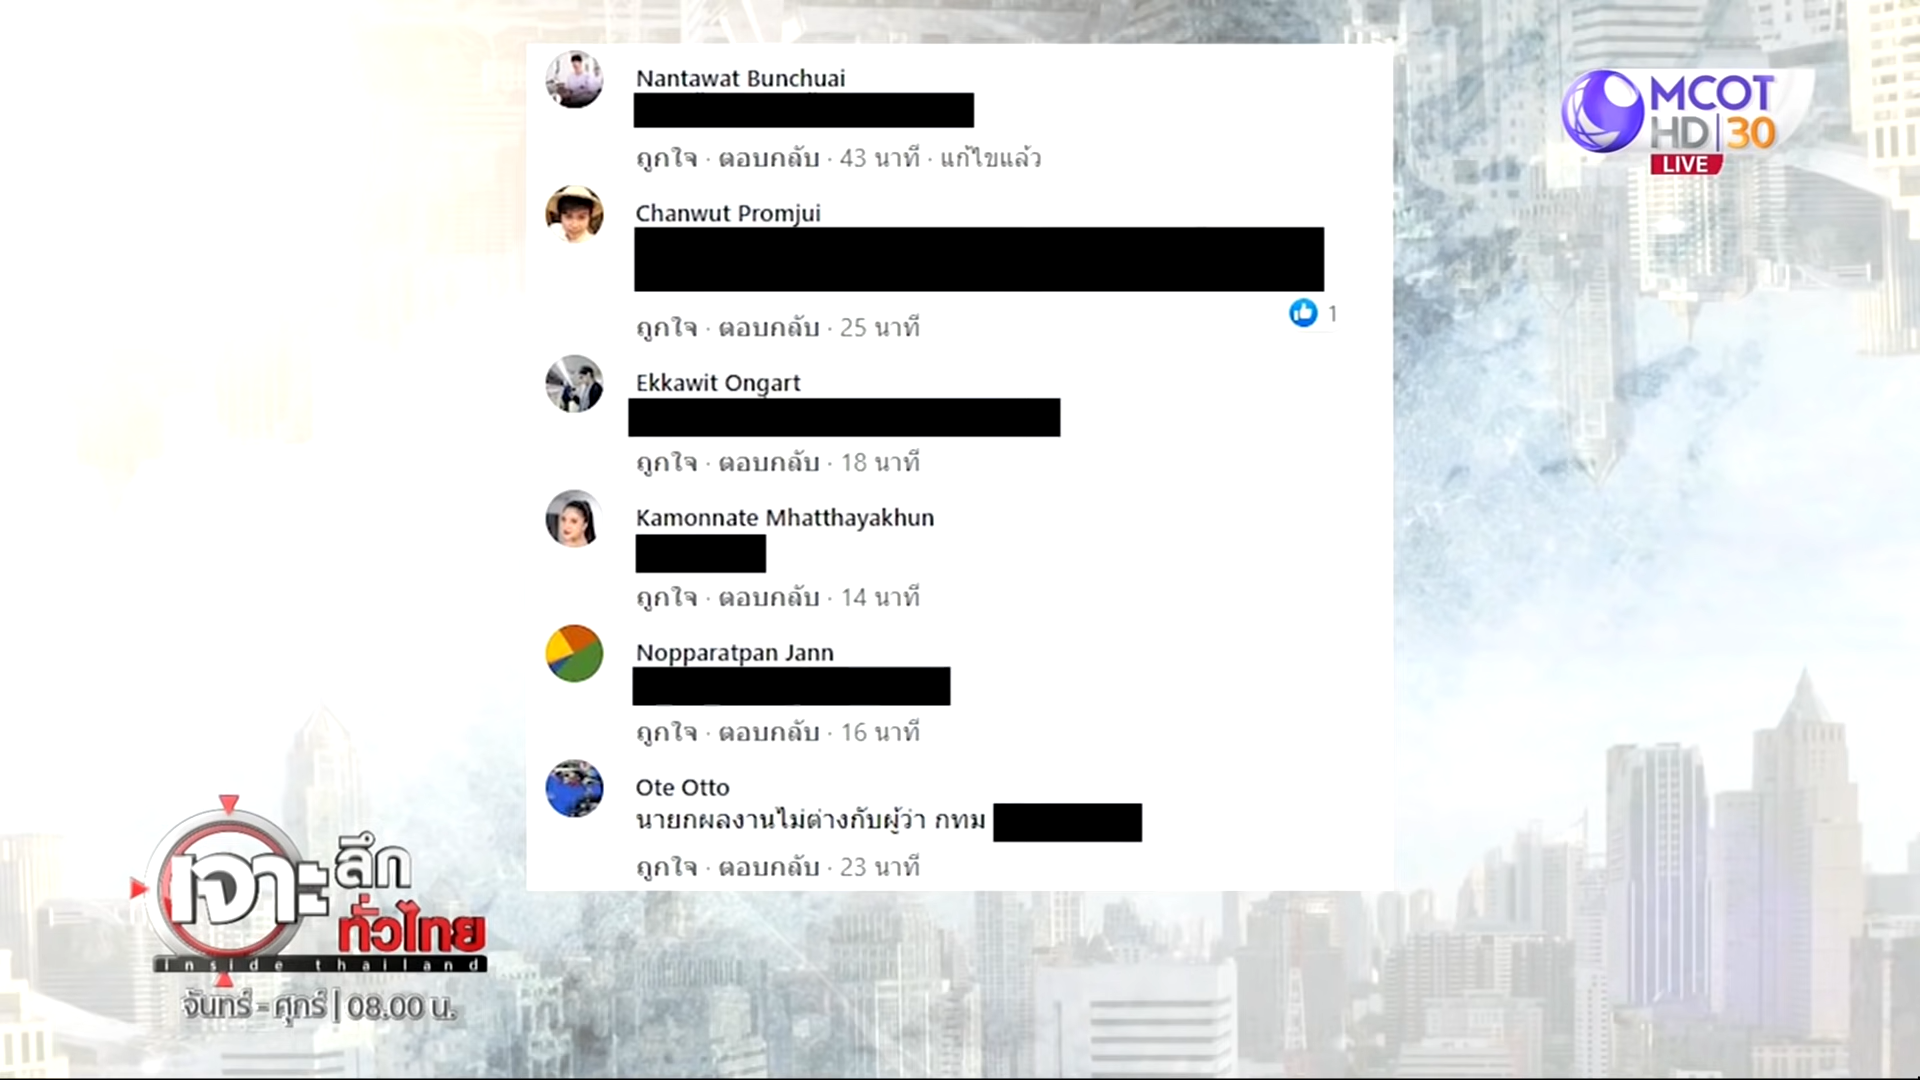 Nantawat Bunchuai
ถูกใจ · ตอบกลับ · 43 นาที · แก้ไขแล้ว
Chanwut Promjui
1
ถูกใจ · ตอบกลับ · 25 นาที
Ekkawit Ongart
ถูกใจ · ตอบกลับ · 18 นาที
Kamonnate Mhatthayakhun
ถูกใจ · ตอบกลับ · 14 นาที
Nopparatpan Jann
ถูกใจ · ตอบกลับ · 16 นาที
Ote Otto
นายกผลงานไม่ต่างกับผู้ว่า กทม
ถูกใจ · ตอบกลับ · 23 นาที
MCOT
HD|30
LIVE
เจาะลึก
ทั่วไทย
inside thailand
จันทร์ - ศุกร์ | 08.00 น.